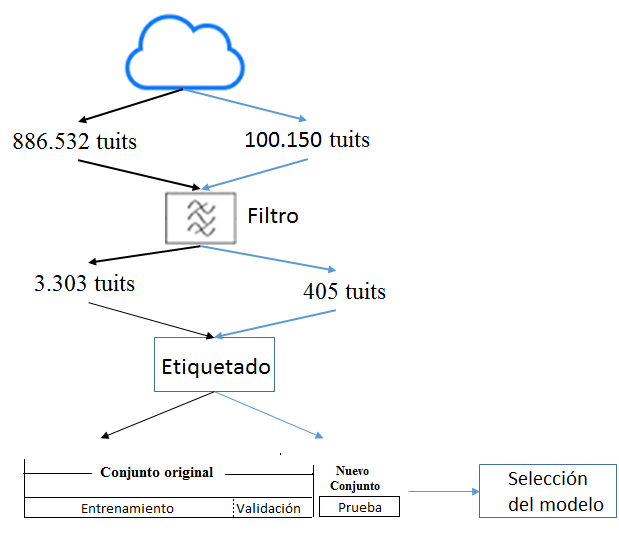 886.532 tuits
100.150 tuits
Filtro
3.303 tuits
405 tuits
Etiquetado
Conjunto original
Nuevo
Conjunto
Entrenamiento
Validación
Prueba
Selección
del modelo